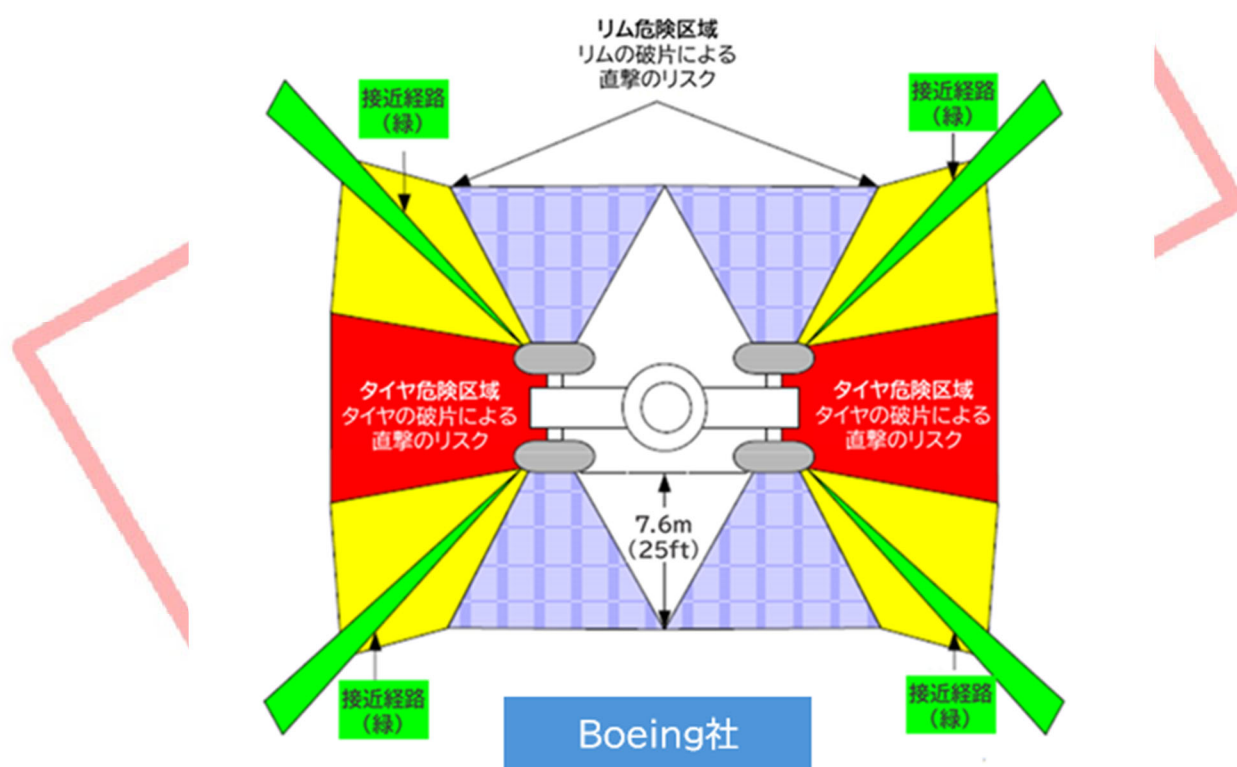 リム危険区域
リムの破片による
直撃のリスク
接近経路
(緑)
接近経路
(緑)
タイヤ危険区域
タイヤの破片による
直撃のリスク
タイヤ危険区域
タイヤの破片による
直撃のリスク
7.6m
(25ft)
接近経路
(緑)
接近経路
(緑)
Boeing社